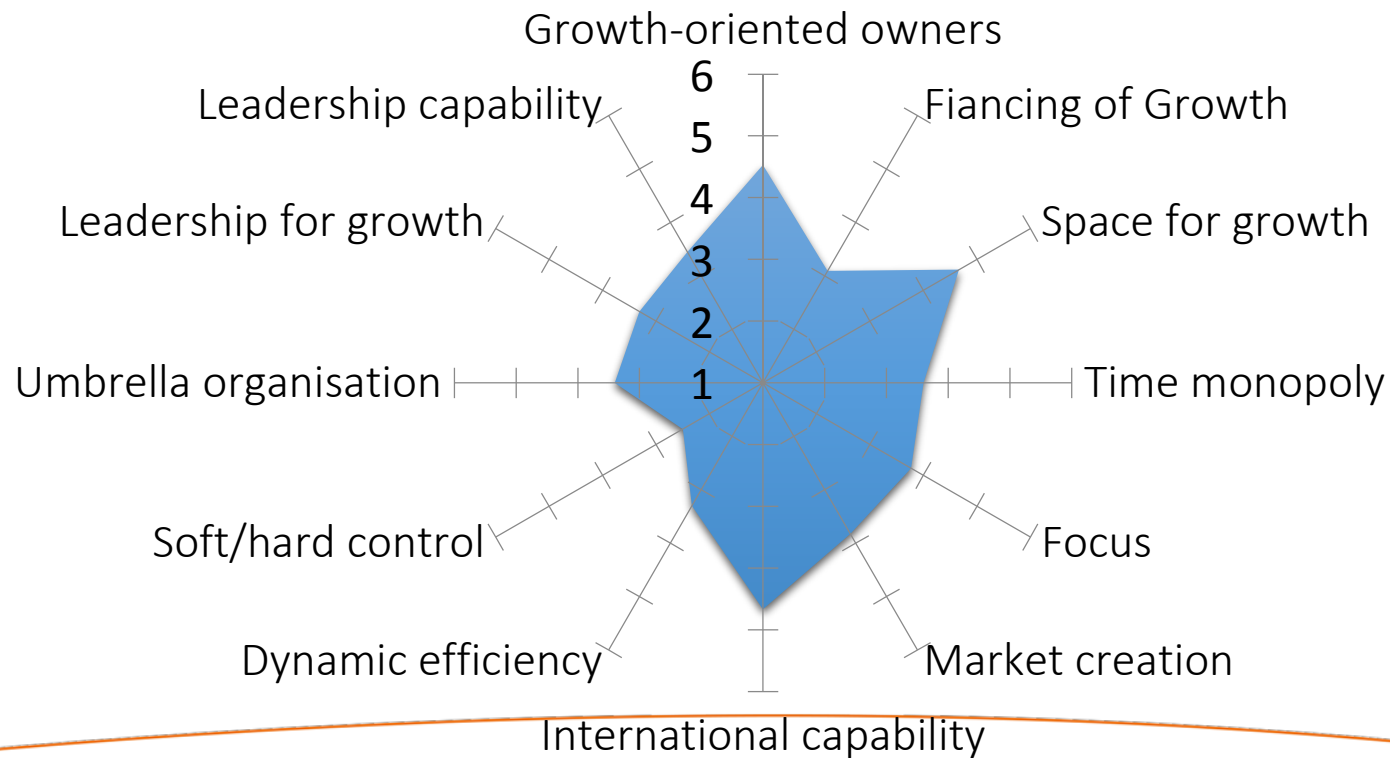 Growth-oriented owners
6
Leadership capability
Fiancing of Growth
5
4
Leadership for growth
Space for growth
3
2
Umbrella organisation
1
Time monopoly
Soft/hard control
Focus
Dynamic efficiency
Market creation
International capability